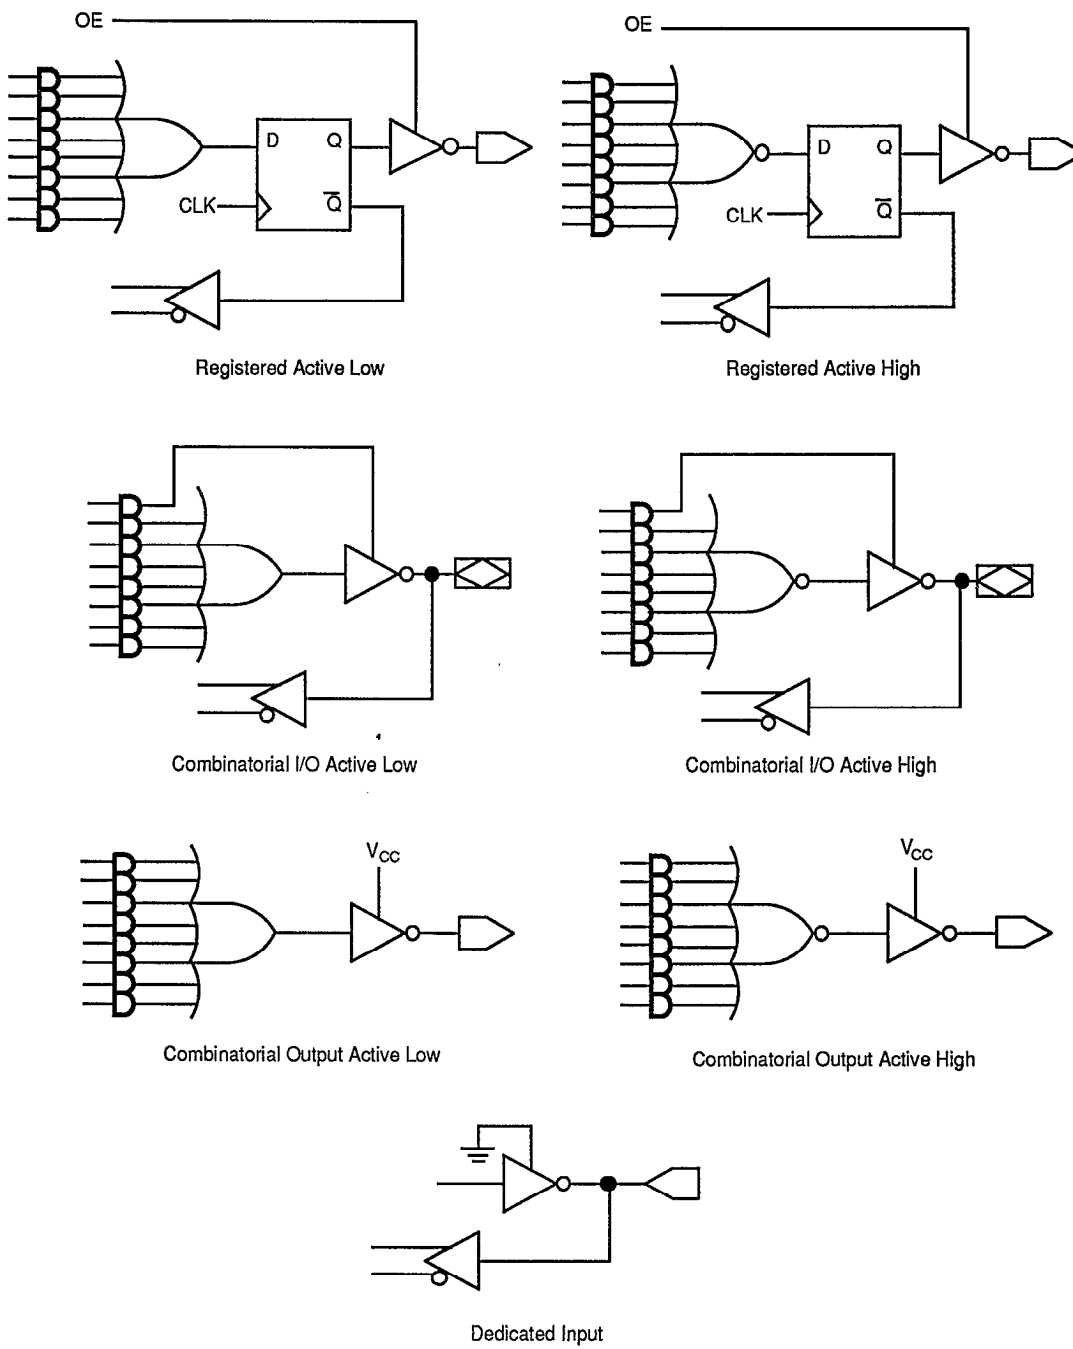 OE
OE
D
Q
CLK
Q̅
D
Q
CLK
Q̅
Registered Active Low
Registered Active High
Combinatorial I/O Active Low
Combinatorial I/O Active High
VCC
VCC
Combinatorial Output Active Low
Combinatorial Output Active High
Dedicated Input